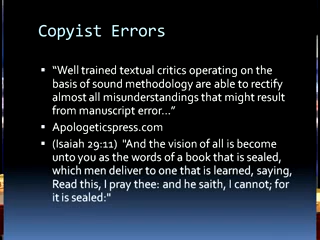 Copyist Errors
▪ "Well trained textual critics operating on the
basis of sound methodology are able to rectify
almost all misunderstandings that might result
from manuscript error..."
▪ Apologeticspress.com
▪ (Isaiah 29:11)  "And the vision of all is become
unto you as the words of a book that is sealed,
which men deliver to one that is learned, saying,
Read this, I pray thee: and he saith, I cannot; for
it is sealed:"